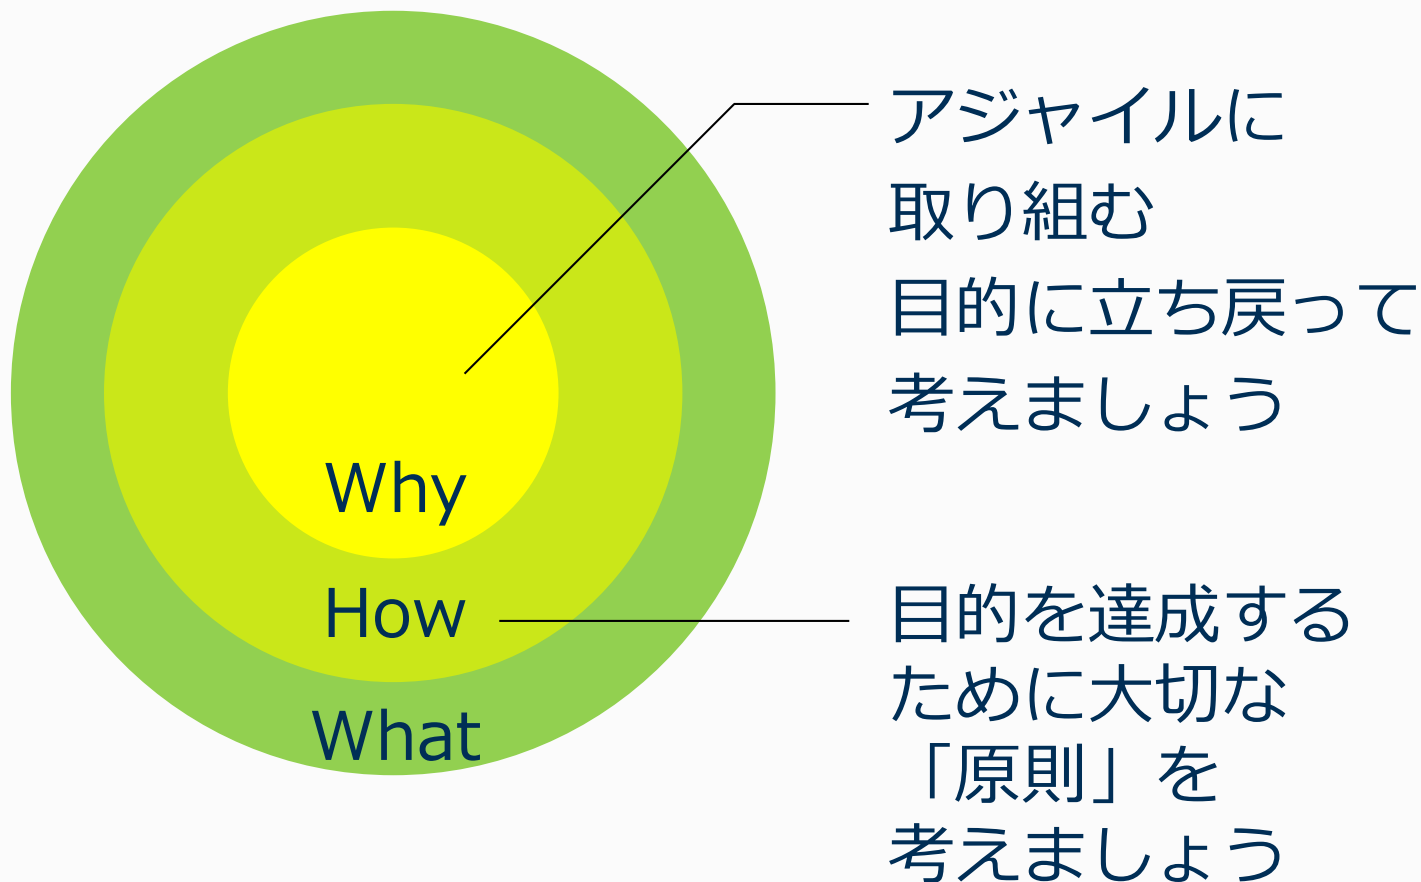 アジャイルに
取り組む
目的に立ち戻って
考えましょう
Why
How
What
目的を達成する
ために大切な
「原則」を
考えましょう